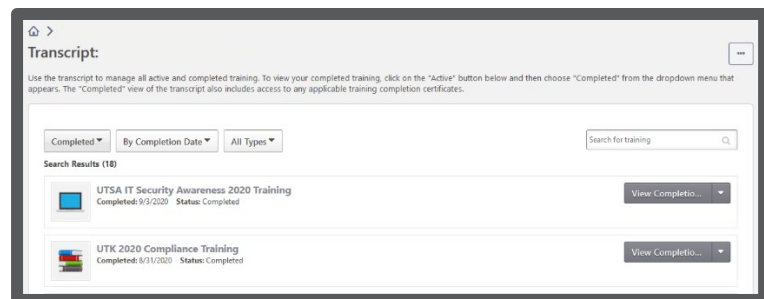 Transcript:
Use the transcript to manage all active and completed training. To view your completed training, click on the "Active" button below and then choose "Completed" from the dropdown menu that
appears. The "Completed" view of the transcript also includes access to any applicable training completion certificates.
Completed By Completion Date All Types Search for training
Search Results (18)
UTSA IT Security Awareness 2020 Training
Completed: 9/3/2020 Status: Completed
View Completio...
UTK 2020 Compliance Training
Completed: 8/31/2020 Status: Completed
View Completio...